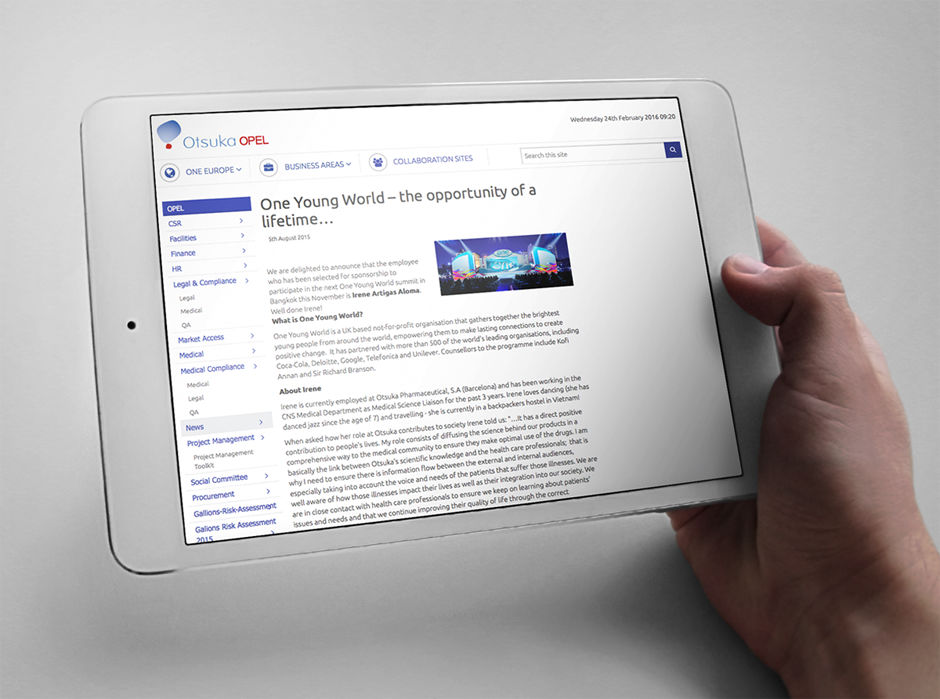 Otsuka OPEL
Wednesday 24th February 2016 09:20
ONE EUROPE
BUSINESS AREAS
COLLABORATION SITES
Search this site
OPEL
CSR
Facilities
Finance
HR
Legal & Compliance
Legal
Medical
QA
Market Access
Medical
Medical Compliance
Medical
Legal
QA
News
Project Management
Project Management
Toolkit
Social Committee
Procurement
Gallions-Risk-Assessment
Galions Risk Assessment
2015
One Young World – the opportunity of a
lifetime...
5th August 2015
We are delighted to announce that the employee
who has been selected for sponsorship to
participate in the next One Young World summit in
Bangkok this November is Irene Artigas Aloma.
Well done Irene!
What is One Young World?
One Young World is a UK based not-for-profit organisation that gathers together the brightest
young people from around the world, empowering them to make lasting connections to create
positive change. It has partnered with more than 500 of the world's leading organisations, including
Coca-Cola, Deloitte, Google, Telefonica and Unilever. Counsellors to the programme include Kofi
Annan and Sir Richard Branson.
About Irene
Irene is currently employed at Otsuka Pharmaceutical, S.A (Barcelona) and has been working in the
CNS Medical Department as Medical Science Liaison for the past 3 years. Irene loves dancing (she has
danced jazz since the age of 7) and travelling - she is currently in a backpackers hostel in Vietnam!
When asked how her role at Otsuka contributes to society Irene told us: "....It has a direct positive
contribution to people's lives. My role consists of diffusing the science behind our products in a
comprehensive way to the medical community to ensure they make optimal use of the drugs. I am
basically the link between Otsuka's scientific knowledge and the health care professionals; that is
why I need to ensure there is information flow between the external and internal audiences,
especially taking into account the voice and needs of the patients that suffer those illnesses. We are
well aware of how those illnesses impact their lives as well as their integration into our society. We
are in close contact with health care professionals to ensure we keep on learning about patients'
issues and needs and that we continue improving their quality of life through the correct